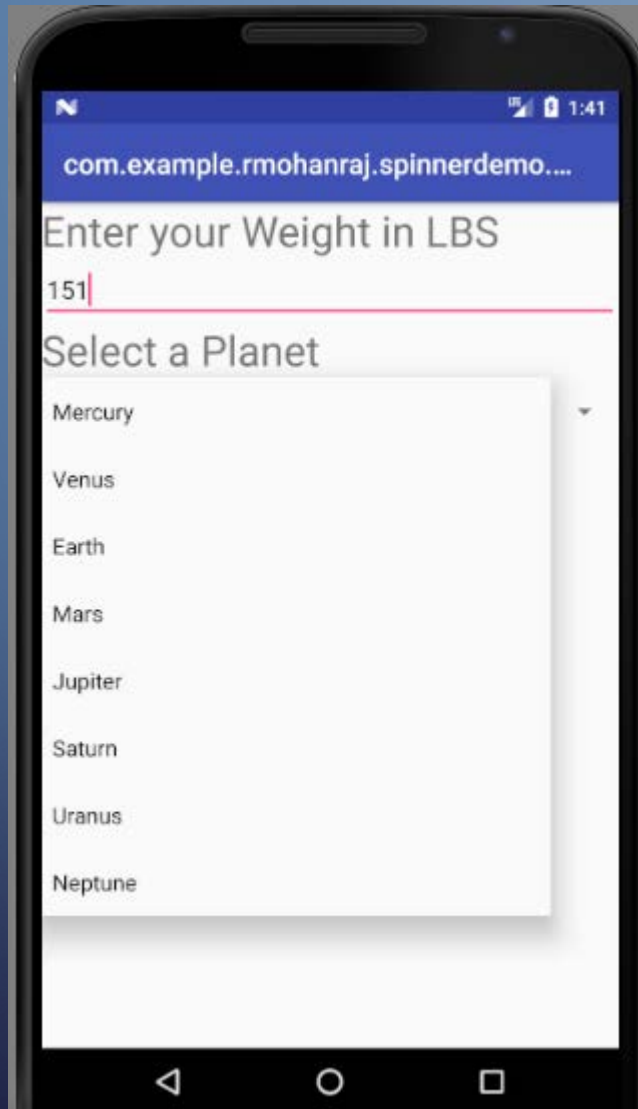 1:41
com.example.rmohanraj.spinnerdemo....
Enter your Weight in LBS
151
Select a Planet
Mercury
Venus
Earth
Mars
Jupiter
Saturn
Uranus
Neptune